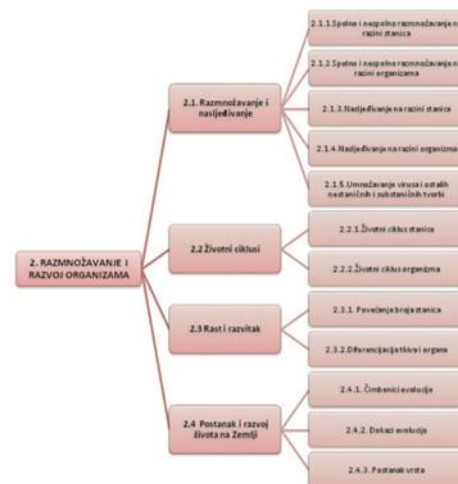 2. RAZMNOŽAVANJE I
RAZVOJ ORGANIZAMA
2.1. Razmnožavanje i
nasljeđivanje
2.1.1.Spolno i nespolno razmnožavanje n
razini stanica
2.1.2.Spolno i nespolno razmnožavanje n
razini organizama
2.1.3.Nasljeđivanje na razini stanice
2.1.4.Nasljeđivanje na razini organizma
2.1.5.Umnožavanje virusa i ostalih
nestaničnih i substaničnih tvorbi
2.2 Životni ciklusi
2.2.1.Životni ciklus stanice
2.2.2.Životni ciklus organizma
2.3 Rast i razvitak
2.3.1. Povećanje broja stanica
2.3.2.Diferencijacija tkiva i organa
2.4 Postanak i razvoj
života na Zemlji
2.4.1. Čimbenici evolucije
2.4.2. Dokazi evolucije
2.4.3. Postanak vrsta